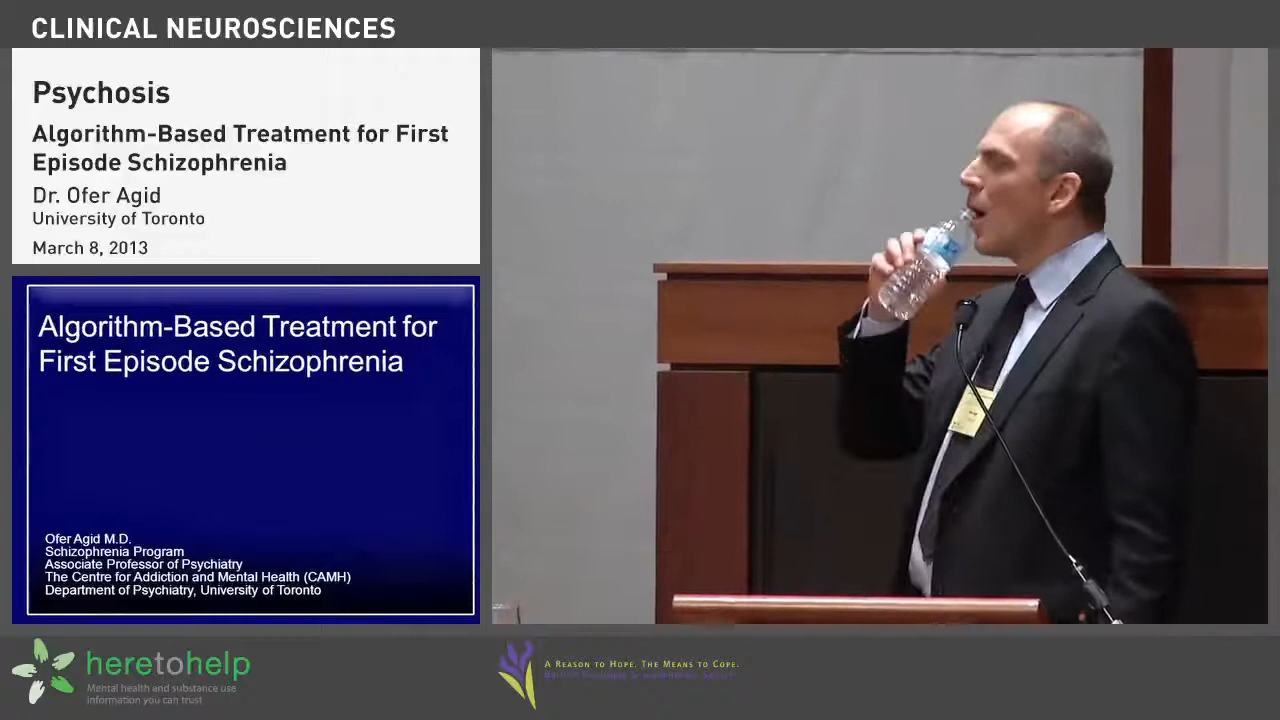 CLINICAL NEUROSCIENCES
Psychosis
Algorithm-Based Treatment for First
Episode Schizophrenia
Dr. Ofer Agid
University of Toronto
March 8, 2013
Algorithm-Based Treatment for
First Episode Schizophrenia
Ofer Agid M.D.
Schizophrenia Program
Associate Professor of Psychiatry
The Centre for Addiction and Mental Health (CAMH)
Department of Psychiatry, University of Toronto
heretohelp
Mental health and substance use
information you can trust
A REASON TO HOPE. THE MEANS TO COPE.